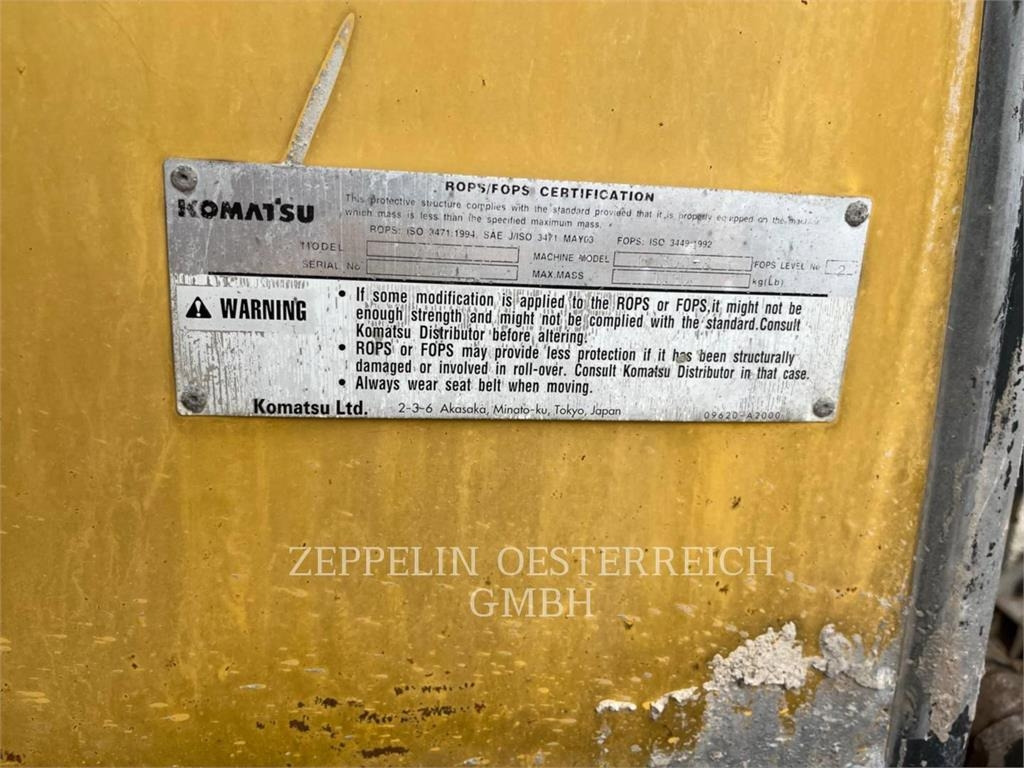 KOMATSU
ROPS/FOPS CERTIFICATION
This protective structure complies with the standard provided that it is properly equipped on the machine
which mass is less than the specified maximum mass.
ROPS: ISO 3471:1994, SAE J/ISO 3471 MAY03 FOPS: ISO 3449:1992
MODEL MACHINE MODEL FOPS LEVEL No 2
SERIAL No MAX.MASS kg(Lb)
WARNING
• If some modification is applied to the ROPS or FOPS,it might not be
enough strength and might not be complied with the standard.Consult
Komatsu Distributor before altering.
• ROPS or FOPS may provide less protection if it has been structurally
damaged or involved in roll-over. Consult Komatsu Distributor in that case.
• Always wear seat belt when moving.
Komatsu Ltd. 2-3-6 Akasaka, Minato-ku, Tokyo, Japan 09620-A2000
ZEPPELIN OESTERREICH
GMBH